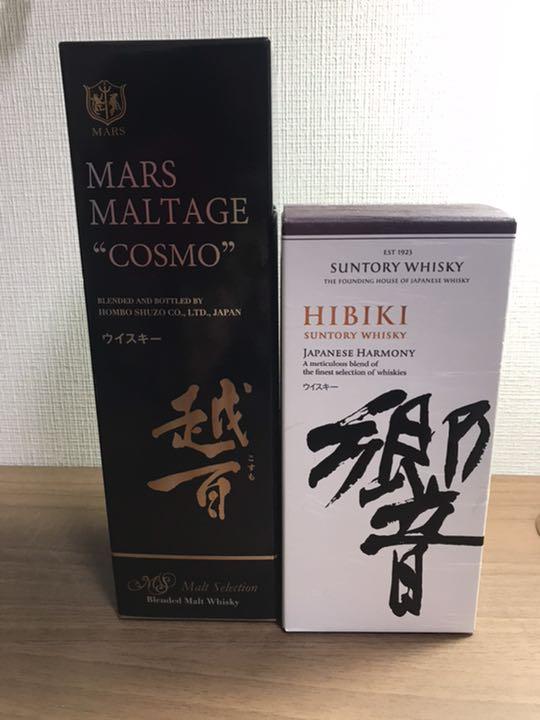 MARS
MARS
MALTAGE
“COSMO”
BLENDED AND BOTTLED BY
HOMBO SHUZO CO., LTD., JAPAN
ウイスキー
越百
こすも
MS Malt Selection
Blended Malt Whisky
EST 1923
SUNTORY WHISKY
THE FOUNDING HOUSE OF JAPANESE WHISKY
HIBIKI
SUNTORY WHISKY
JAPANESE HARMONY
A meticulous blend of
the finest selection of whiskies
ウイスキー
響